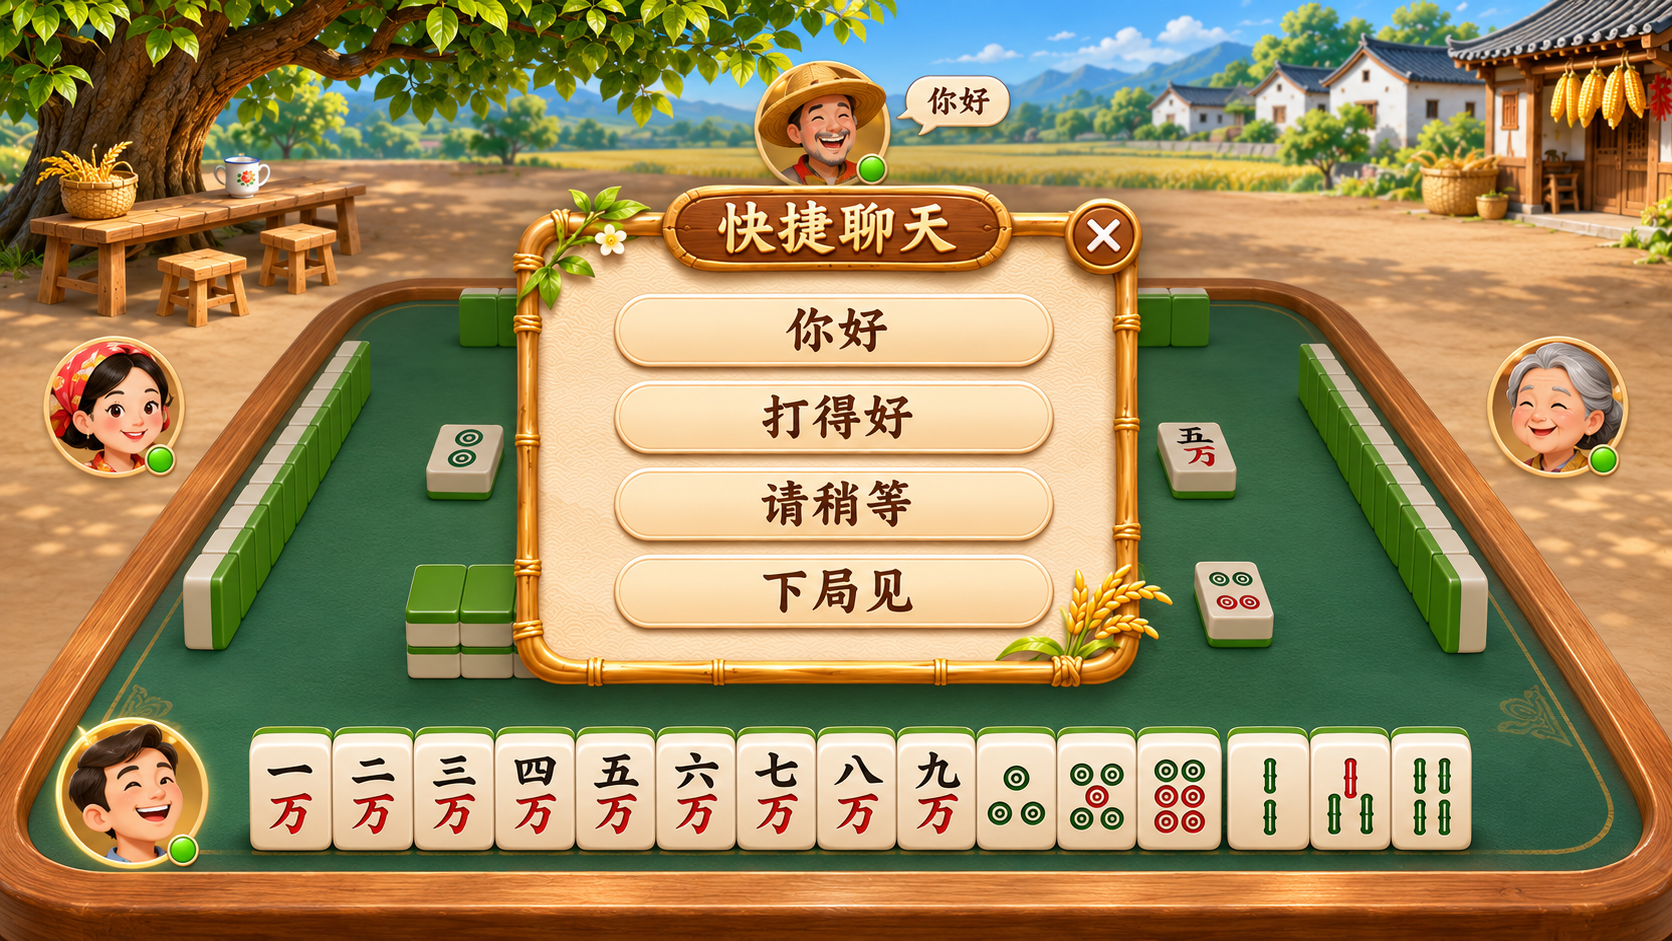 你好
快捷聊天
你好
打得好
请稍等
下局见
五万
一万 二万 三万 四万 五万 六万 七万 八万 九万